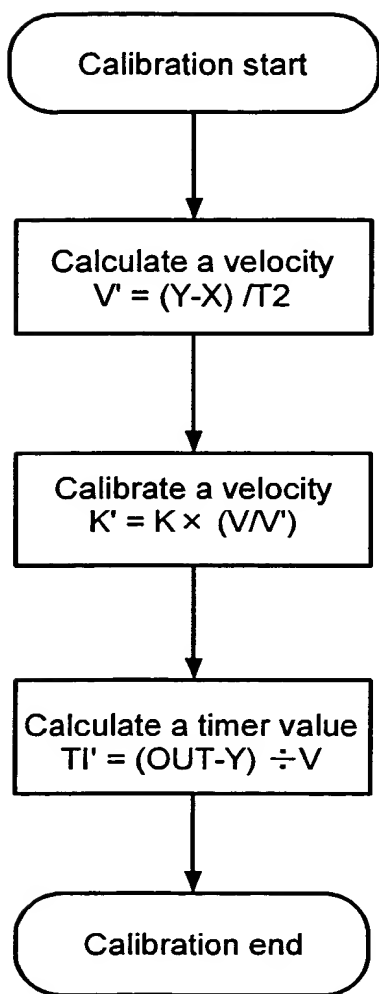 Calibration start
Calculate a velocity
V' = (Y-X) /T2
Calibrate a velocity
K' = K × (V/V')
Calculate a timer value
TI' = (OUT-Y) ÷V
Calibration end